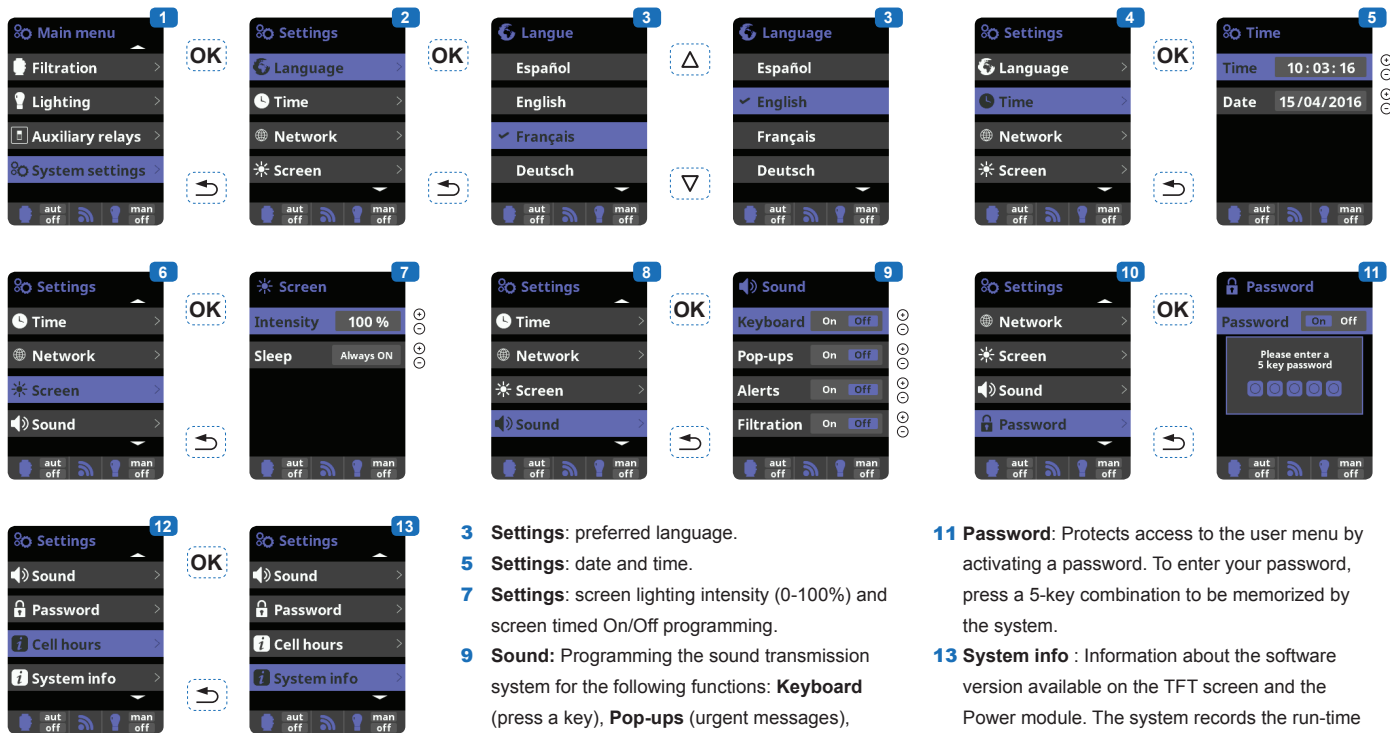 1
Main menu
Filtration
Lighting
Auxiliary relays
System settings
aut off
man off
OK
2
Settings
Language
Time
Network
Screen
aut off
man off
OK
3
Langue
Español
English
Français
Deutsch
aut off
man off
3
Language
Español
English
Français
Deutsch
aut off
man off
4
Settings
Language
Time
Network
Screen
aut off
man off
OK
5
Time
Time 10:03:16
Date 15/04/2016
aut off
man off
6
Settings
Time
Network
Screen
Sound
aut off
man off
OK
7
Screen
Intensity 100 %
Sleep Always ON
aut off
man off
8
Settings
Time
Network
Screen
Sound
aut off
man off
OK
9
Sound
Keyboard On Off
Pop-ups On Off
Alerts On Off
Filtration On Off
aut off
man off
10
Settings
Network
Screen
Sound
Password
aut off
man off
OK
11
Password
Password On Off
Please enter a
5 key password
aut off
man off
12
Settings
Sound
Password
Cell hours
System info
aut off
man off
OK
13
Settings
Sound
Password
Cell hours
System info
aut off
man off
3 Settings: preferred language.
5 Settings: date and time.
7 Settings: screen lighting intensity (0-100%) and
screen timed On/Off programming.
9 Sound: Programming the sound transmission
system for the following functions: Keyboard
(press a key), Pop-ups (urgent messages),
11 Password: Protects access to the user menu by
activating a password. To enter your password,
press a 5-key combination to be memorized by
the system.
13 System info : Information about the software
version available on the TFT screen and the
Power module. The system records the run-time